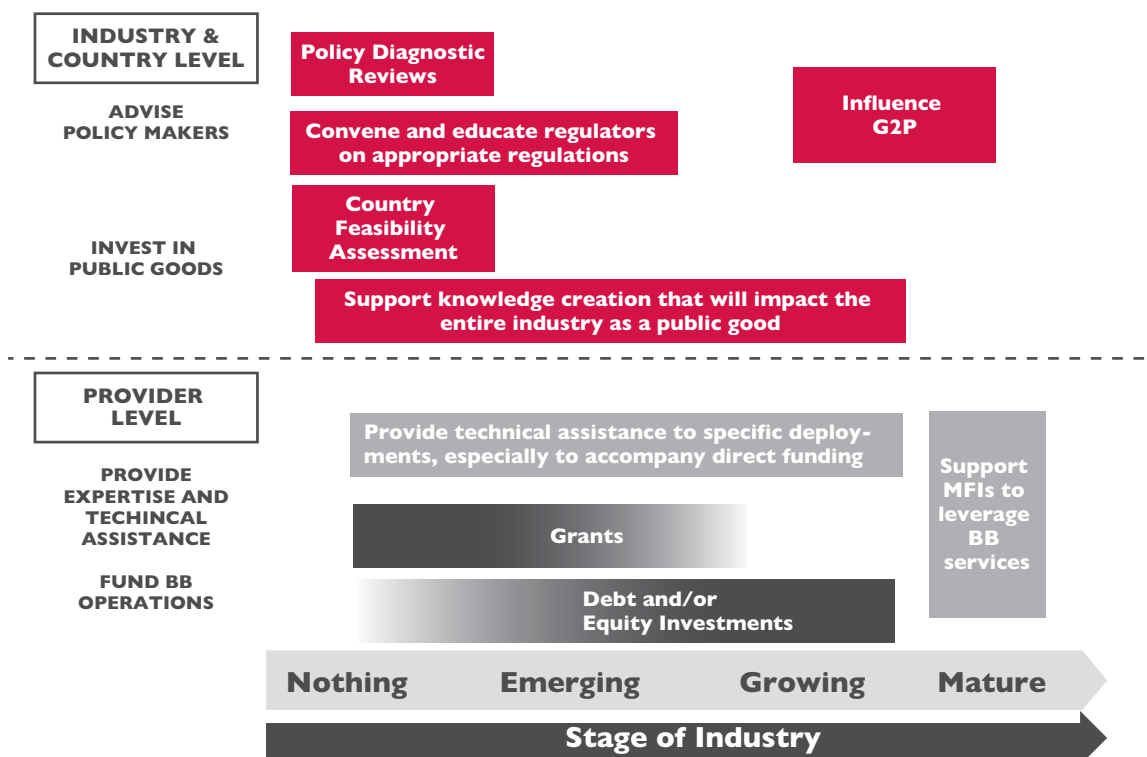 INDUSTRY &
COUNTRY LEVEL
ADVISE
POLICY MAKERS
Policy Diagnostic
Reviews
Convene and educate regulators
on appropriate regulations
Influence
G2P
INVEST IN
PUBLIC GOODS
Country
Feasibility
Assessment
Support knowledge creation that will impact the
entire industry as a public good
PROVIDER
LEVEL
PROVIDE
EXPERTISE AND
TECHINCAL
ASSISTANCE
Provide technical assistance to specific deploy-
ments, especially to accompany direct funding
Support
MFIs to
leverage
BB
services
Grants
FUND BB
OPERATIONS
Debt and/or
Equity Investments
Nothing Emerging Growing Mature
Stage of Industry